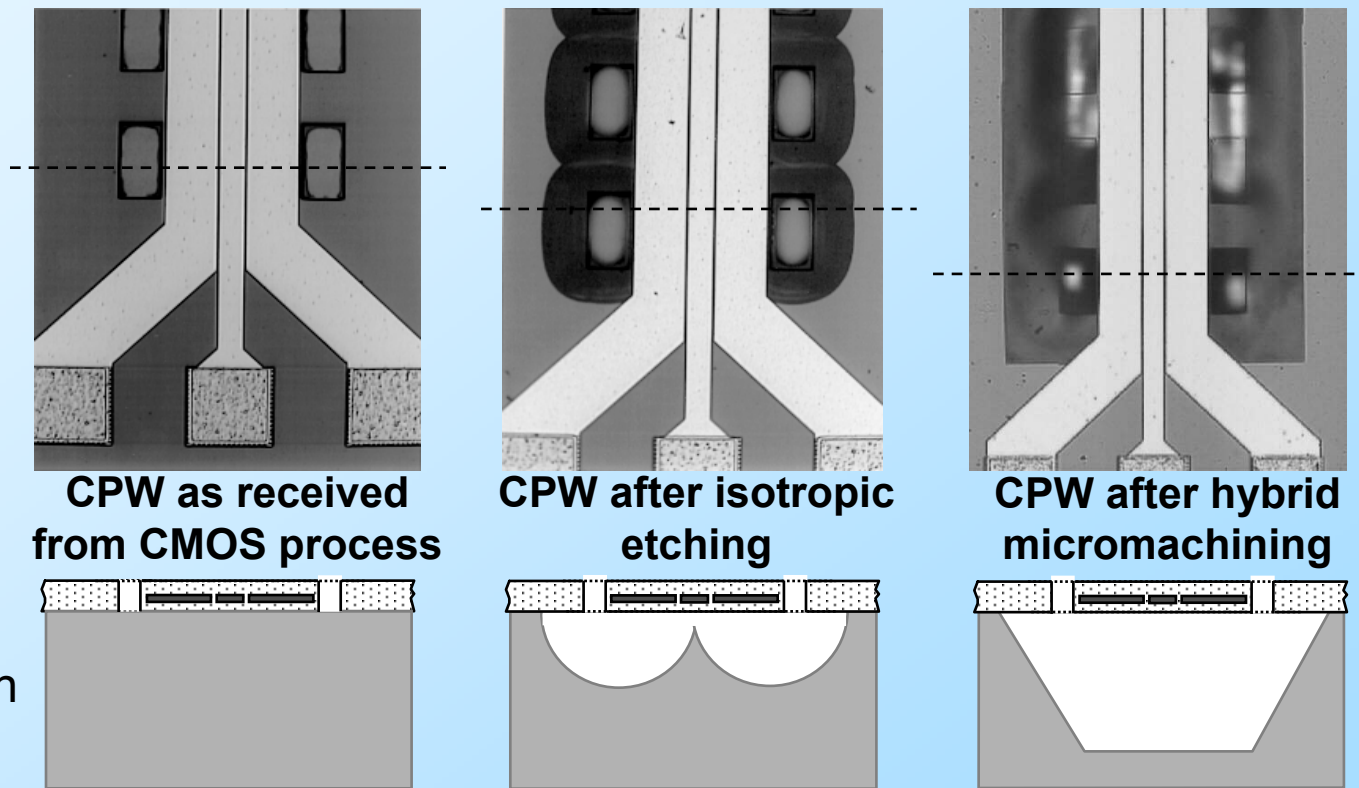 CPW as received
from CMOS process
CPW after isotropic
etching
CPW after hybrid
micromachining